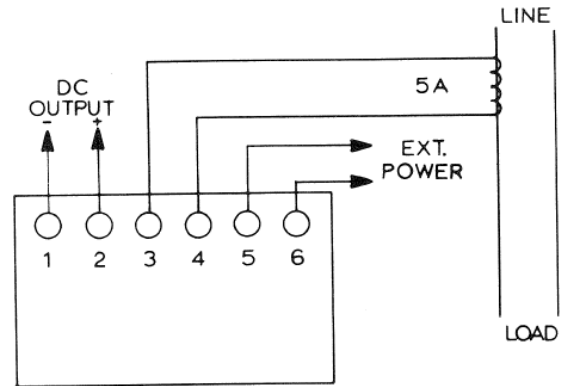 LINE
DC
OUTPUT
- +
5A
EXT.
POWER
1 2 3 4 5 6
LOAD